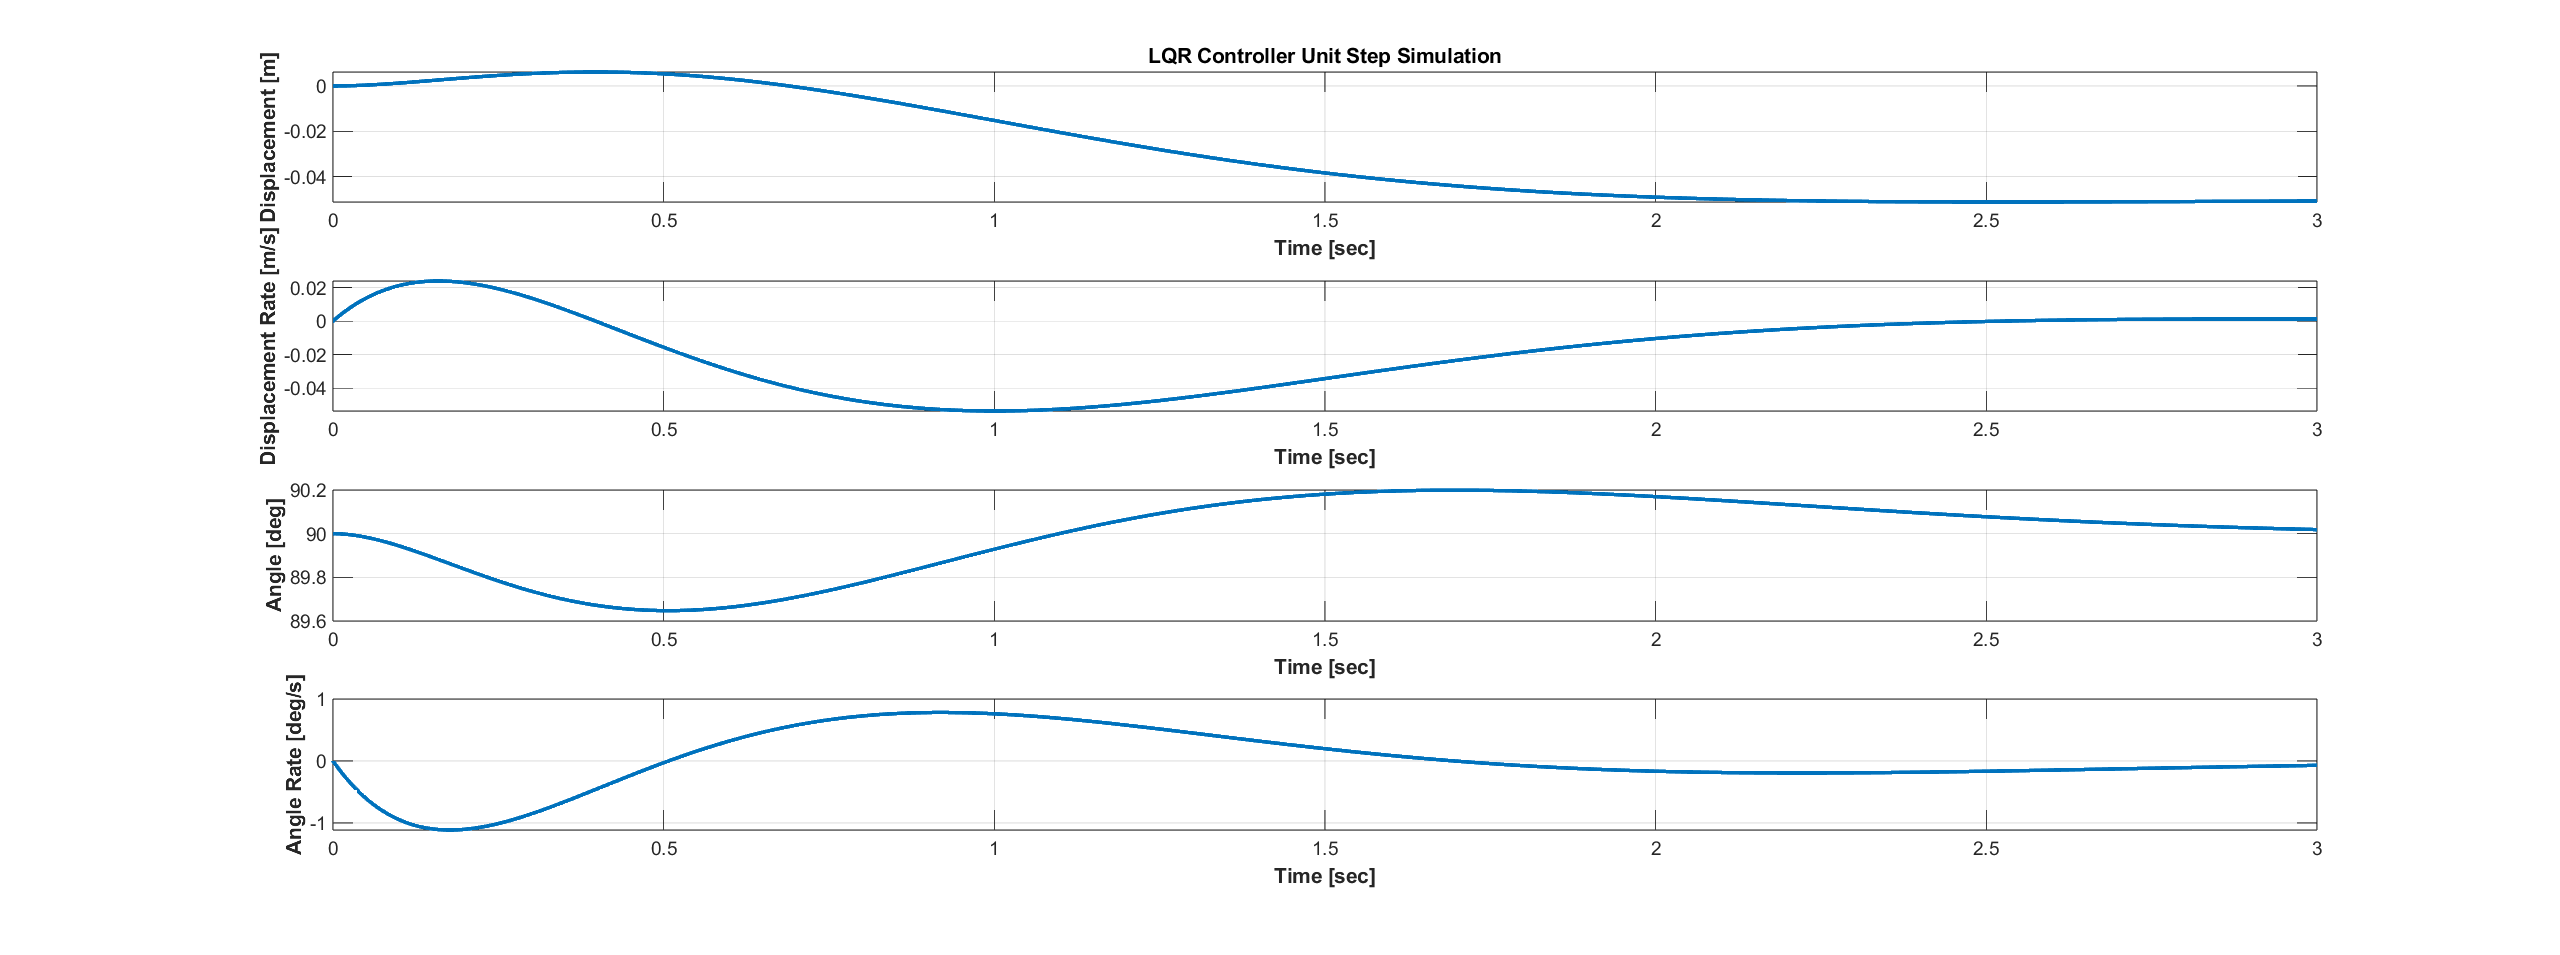 LQR Controller Unit Step Simulation
Displacement [m]
0
-0.02
-0.04
0 0.5 1 1.5 2 2.5 3
Time [sec]
Displacement Rate [m/s]
0.02
0
-0.02
-0.04
0 0.5 1 1.5 2 2.5 3
Time [sec]
Angle [deg]
90.2
90
89.8
89.6
0 0.5 1 1.5 2 2.5 3
Time [sec]
Angle Rate [deg/s]
1
0
-1
0 0.5 1 1.5 2 2.5 3
Time [sec]